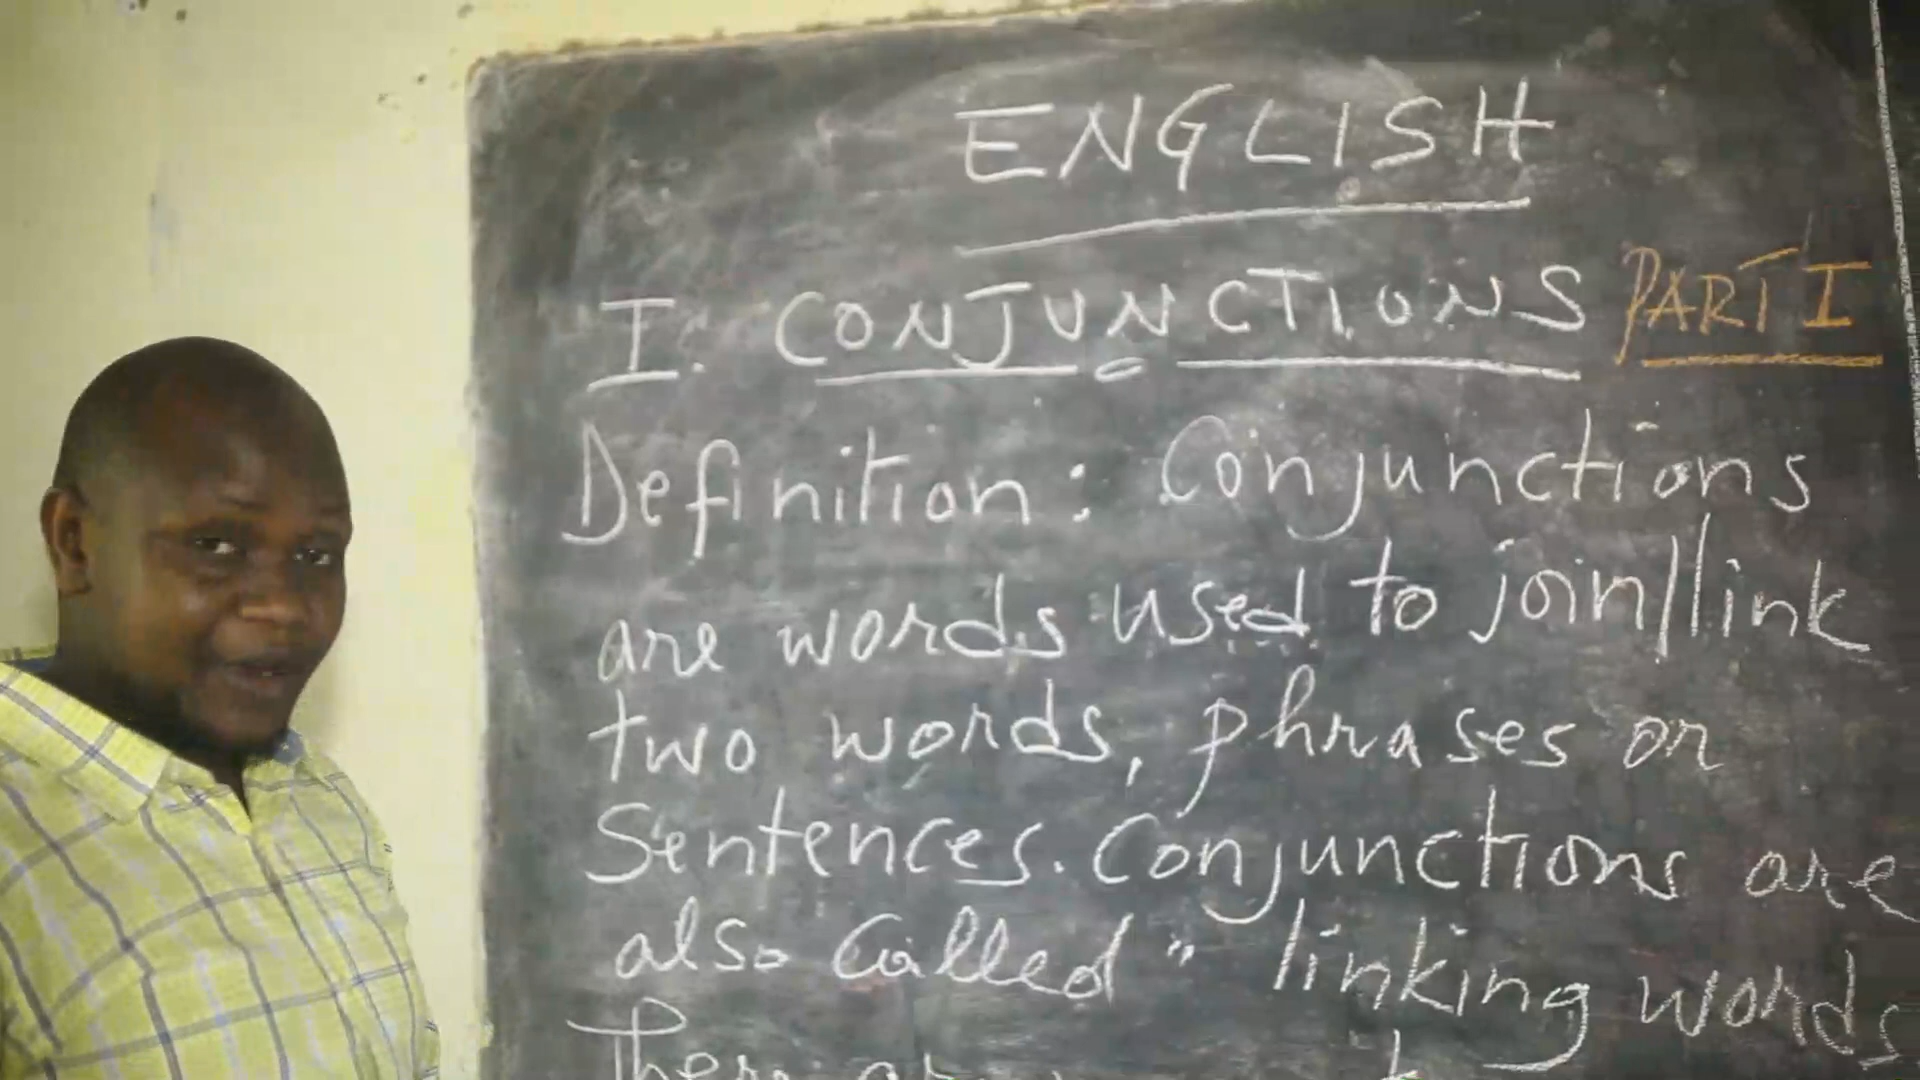 ENGLISH
I. CONJUNCTIONS PART I
Definition: Conjunctions
are words used to join/link
two words, phrases or
Sentences. Conjunctions are
also called " linking words
There